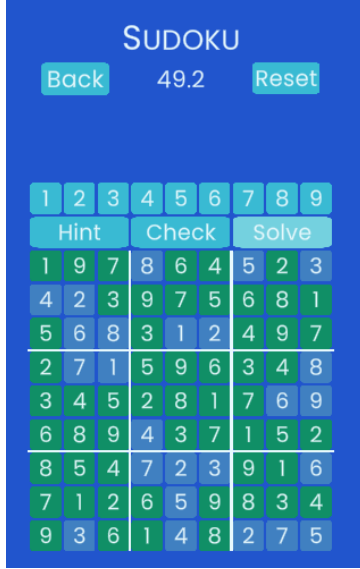 SUDOKU
Back 49.2 Reset
1 2 3 4 5 6 7 8 9
Hint Check Solve
1 9 7 8 6 4 5 2 3
4 2 3 9 7 5 6 8 1
5 6 8 3 1 2 4 9 7
2 7 1 5 9 6 3 4 8
3 4 5 2 8 1 7 6 9
6 8 9 4 3 7 1 5 2
8 5 4 7 2 3 9 1 6
7 1 2 6 5 9 8 3 4
9 3 6 1 4 8 2 7 5